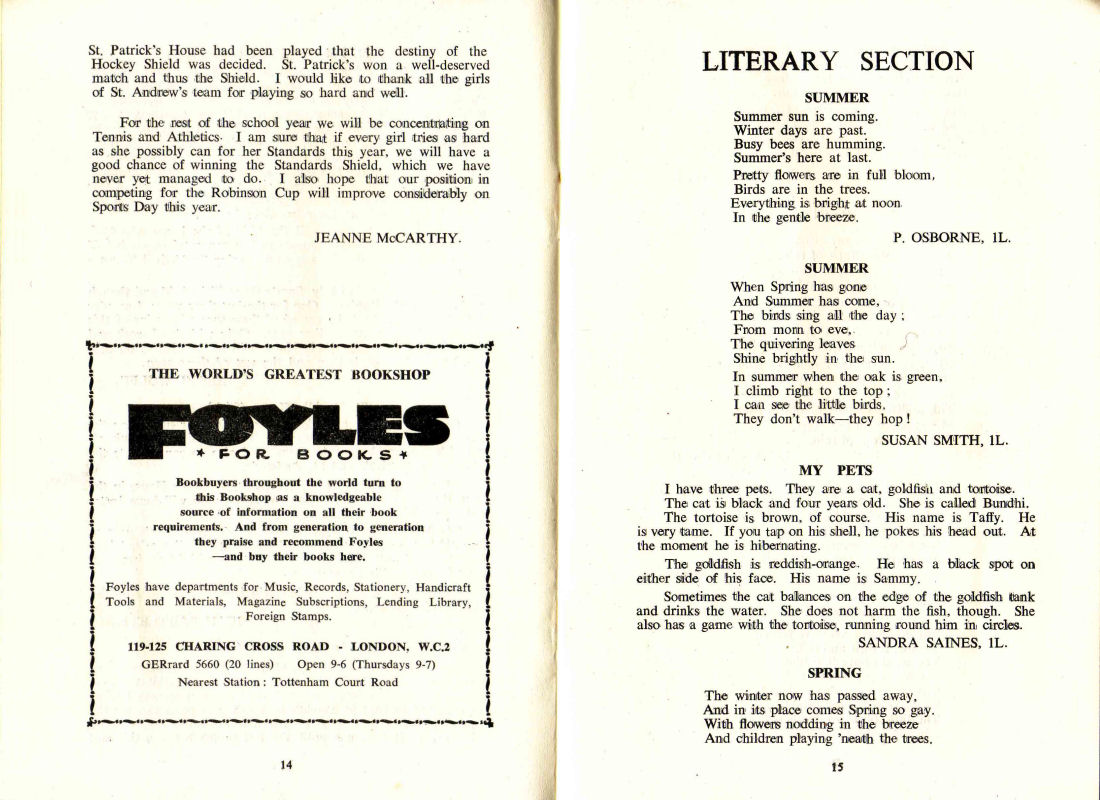 St. Patrick's House had been played that the destiny of the
Hockey Shield was decided. St. Patrick's won a well-deserved
match and thus the Shield. I would like to thank all the girls
of St. Andrew's team for playing so hard and well.
For the rest of the school year we will be concentrating on
Tennis and Athletics. I am sure that if every girl tries as hard
as she possibly can for her Standards this year, we will have a
good chance of winning the Standards Shield, which we have
never yet managed to do. I also hope that our position in
competing for the Robinson Cup will improve considerably on
Sports Day this year.
JEANNE McCARTHY.
THE WORLD'S GREATEST BOOKSHOP
FOYLES
* FOR BOOKS *
Bookbuyers throughout the world turn to
this Bookshop as a knowledgeable
source of information on all their book
requirements. And from generation to generation
they praise and recommend Foyles
—and buy their books here.
Foyles have departments for Music, Records, Stationery, Handicraft
Tools and Materials, Magazine Subscriptions, Lending Library,
Foreign Stamps.
119-125 CHARING CROSS ROAD - LONDON, W.C.2
GERrard 5660 (20 lines) Open 9-6 (Thursdays 9-7)
Nearest Station : Tottenham Court Road
14
LITERARY SECTION
SUMMER
Summer sun is coming.
Winter days are past.
Busy bees are humming.
Summer's here at last.
Pretty flowers are in full bloom,
Birds are in the trees.
Everything is bright at noon
In the gentle breeze.
P. OSBORNE, 1L.
SUMMER
When Spring has gone
And Summer has come,
The birds sing all the day ;
From morn to eve,
The quivering leaves
Shine brightly in the sun.
In summer when the oak is green,
I climb right to the top ;
I can see the little birds,
They don't walk—they hop !
SUSAN SMITH, 1L.
MY PETS
I have three pets. They are a cat, goldfish and tortoise.
The cat is black and four years old. She is called Bundhi.
The tortoise is brown, of course. His name is Taffy. He
is very tame. If you tap on his shell, he pokes his head out. At
the moment he is hibernating.
The goldfish is reddish-orange. He has a black spot on
either side of his face. His name is Sammy.
Sometimes the cat balances on the edge of the goldfish tank
and drinks the water. She does not harm the fish, though. She
also has a game with the tortoise, running round him in circles.
SANDRA SAINES, 1L.
SPRING
The winter now has passed away,
And in its place comes Spring so gay.
With flowers nodding in the breeze
And children playing 'neath the trees.
15